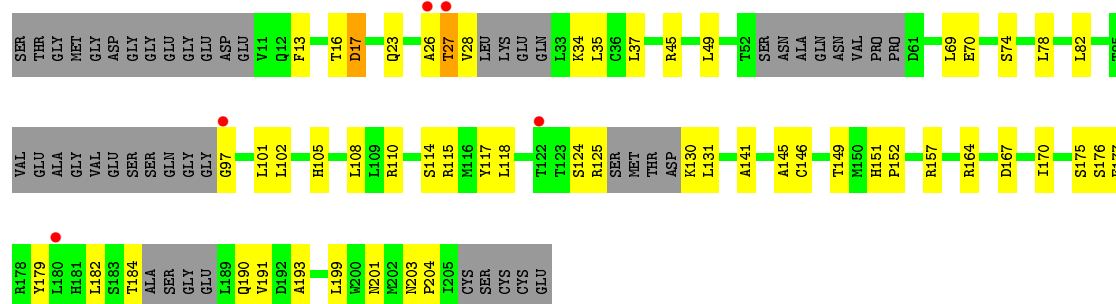 SER THR GLY MET GLY ASP GLY GLY GLU GLY GLU ASP GLU V11 Q12 F13 T16 D17 Q23 A26 T27 V28 LEU LYS GLU GLN L33 K34 L35 C36 L37 R45 L49 T52 SER ASN ALA GLN ASN VAL PRO PRO D61 L69 E70 S74 L78 L82
VAL GLU ALA GLY VAL GLU SER SER GLN GLY GLY G97 L101 L102 H105 L108 L109 R110 S114 R115 M116 Y117 L118 T122 T123 S124 R125 SER MET THR ASP K130 L131 A141 A145 C146 T149 M150 H151 P152 R157 R164 D167 I170 S175 S176
R178 Y179 L180 H181 L182 S183 T184 ALA SER GLY GLU L189 Q190 V191 D192 A193 L199 W200 N201 M202 N203 P204 I205 CYS SER CYS CYS GLU